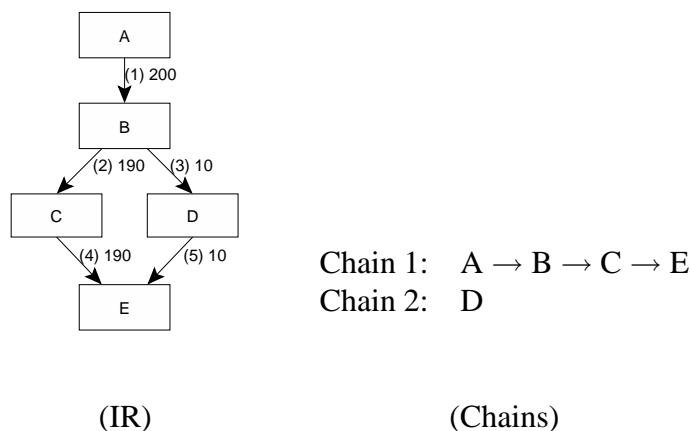 A
(1) 200
B
(2) 190
(3) 10
C
D
(4) 190
(5) 10
E
Chain 1: A → B → C → E
Chain 2: D
(IR)
(Chains)